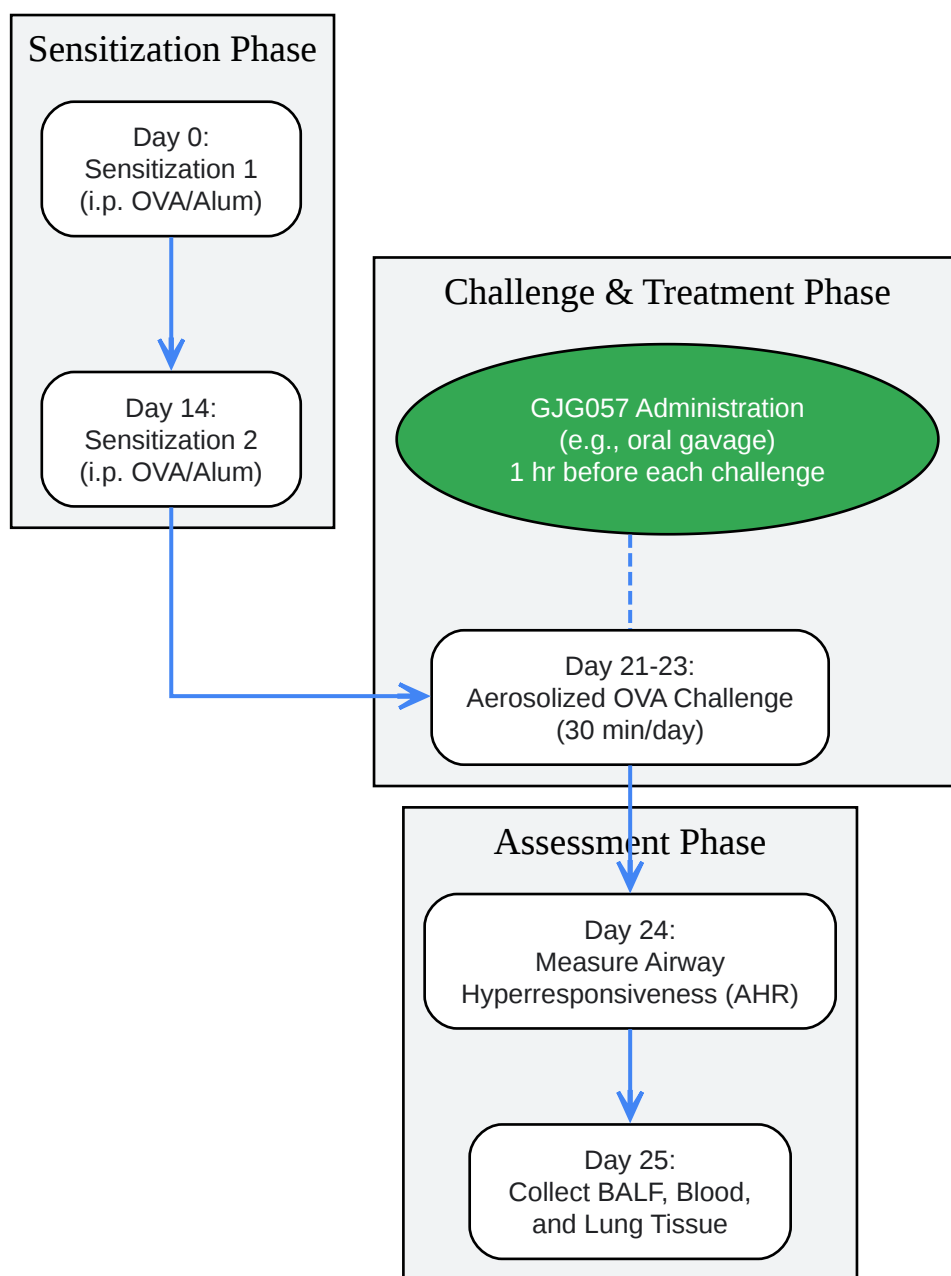 Sensitization Phase
Day 0:
Sensitization 1
(i.p. OVA/Alum)
Day 14:
Sensitization 2
(i.p. OVA/Alum)
Challenge & Treatment Phase
GJG057 Administration
(e.g., oral gavage)
1 hr before each challenge
Day 21-23:
Aerosolized OVA Challenge
(30 min/day)
Assessment Phase
Day 24:
Measure Airway
Hyperresponsiveness (AHR)
Day 25:
Collect BALF, Blood,
and Lung Tissue